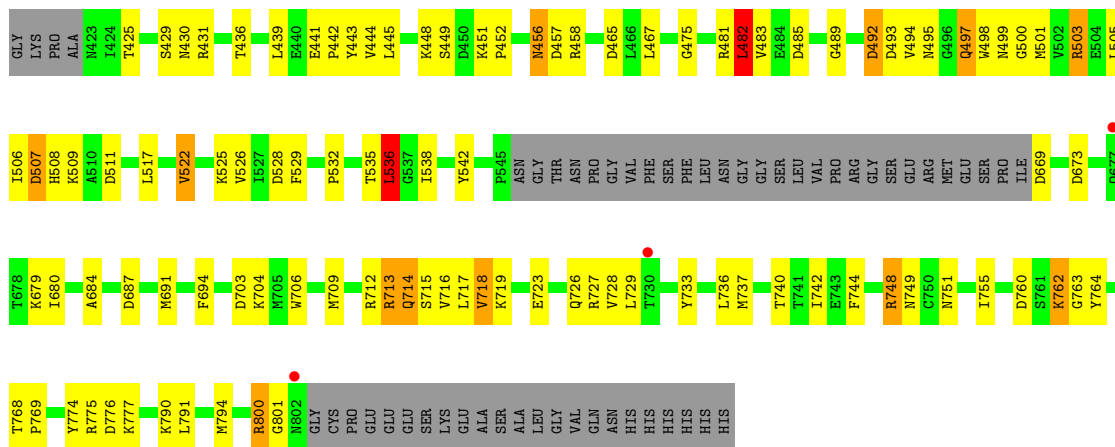 GLY LYS PRO ALA N423 I424 T425 S429 N430 R431 T436 L439 E440 E441 P442 Y443 V444 L445 K448 S449 D450 K451 P452 N456 D457 R458 D465 L466 L467 G475 R481 L482 V483 E484 D485 G489 D492 D493 V494 N495 G496 Q497 W498 N499 G500 M501 V502 R503 E504 L505
I506 D507 H508 K509 A510 D511 L517 V522 K525 V526 I527 D528 F529 P532 T535 L536 G537 I538 Y542 P545 ASN GLY THR ASN PRO GLY VAL PHE SER PHE LEU ASN GLY GLY SER LEU VAL PRO ARG GLY SER GLU ARG MET GLU SER PRO ILE D669 D673 D677
T678 K679 I680 A684 D687 M691 F694 D703 K704 M705 W706 M709 R712 R713 Q714 S715 V716 L717 V718 K719 E723 Q726 R727 V728 L729 T730 Y733 L736 M737 T740 T741 I742 E743 F744 R748 N749 C750 N751 I755 D760 S761 K762 G763 Y764
T768 P769 Y774 R775 D776 K777 K790 L791 M794 R800 G801 N802 GLY CYS PRO GLU GLU GLU SER LYS GLU ALA SER ALA LEU GLY VAL GLN ASN HIS HIS HIS HIS HIS HIS